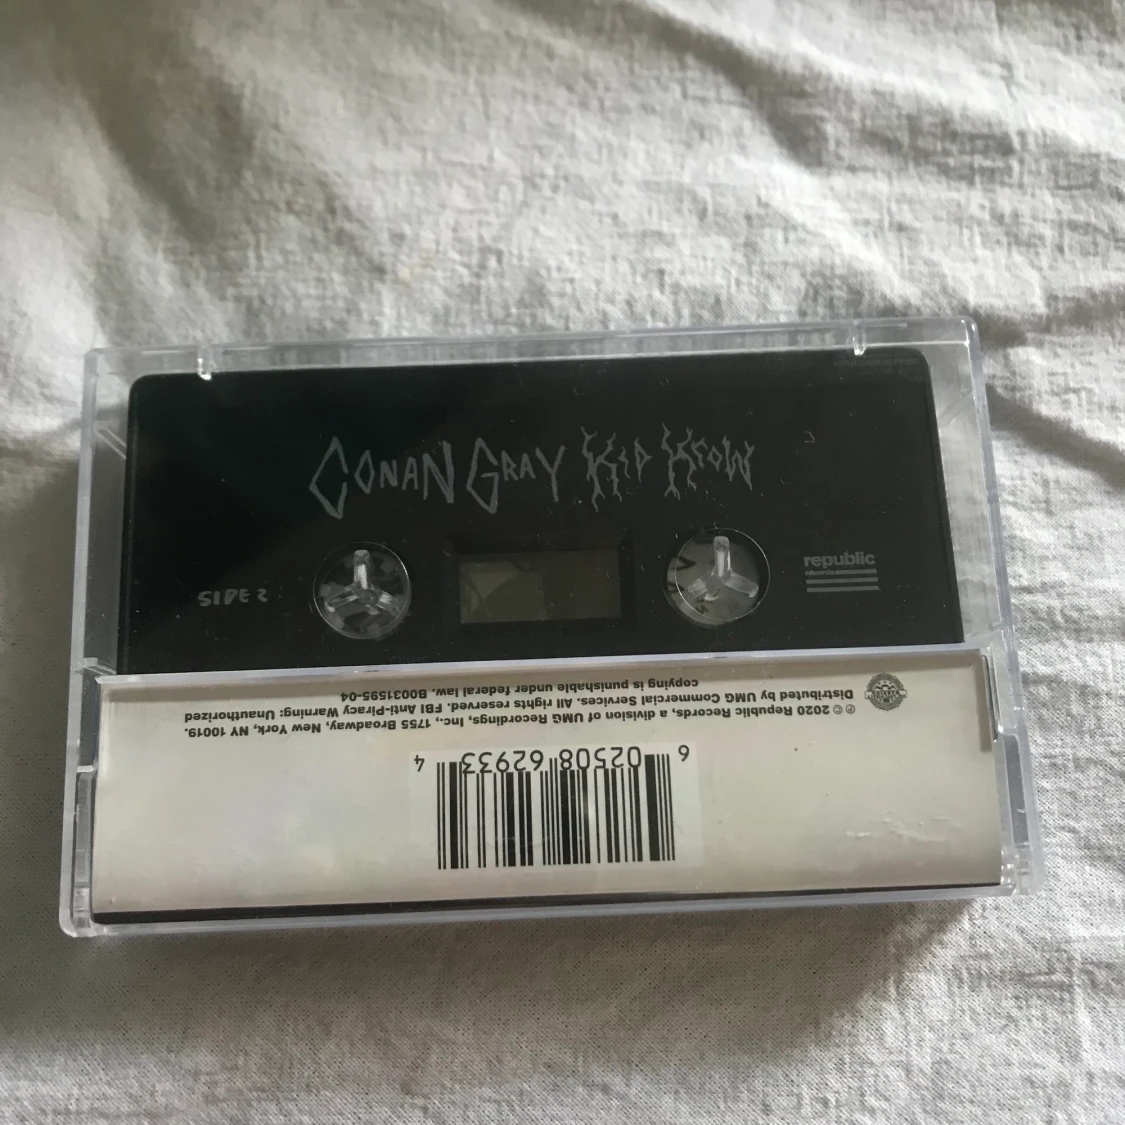 CONAN GRAY KID KROW
SIDE 2
republic
records
℗© 2020 Republic Records, a division of UMG Recordings, Inc., 1755 Broadway, New York, NY 10019.
Distributed by UMG Commercial Services. All rights reserved. FBI Anti-Piracy Warning: Unauthorized
copying is punishable under federal law. B0031595-04
6 02508 62933 4